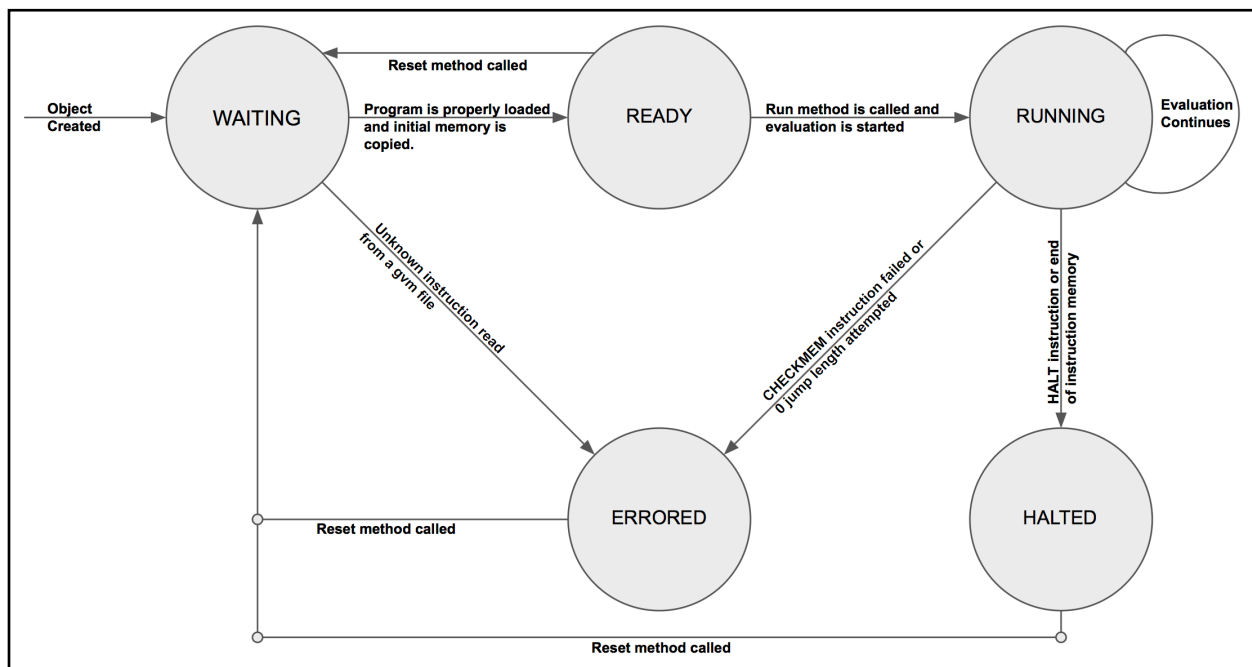 Reset method called
Object
Created
WAITING
Program is properly loaded
and initial memory is
copied.
READY
Run method is called and
evaluation is started
RUNNING
Evaluation
Continues
Unknown instruction read
from a gvm file
CHECKMEM instruction failed or
0 jump length attempted
HALT instruction or end
of instruction memory
ERRORED
HALTED
Reset method called
Reset method called